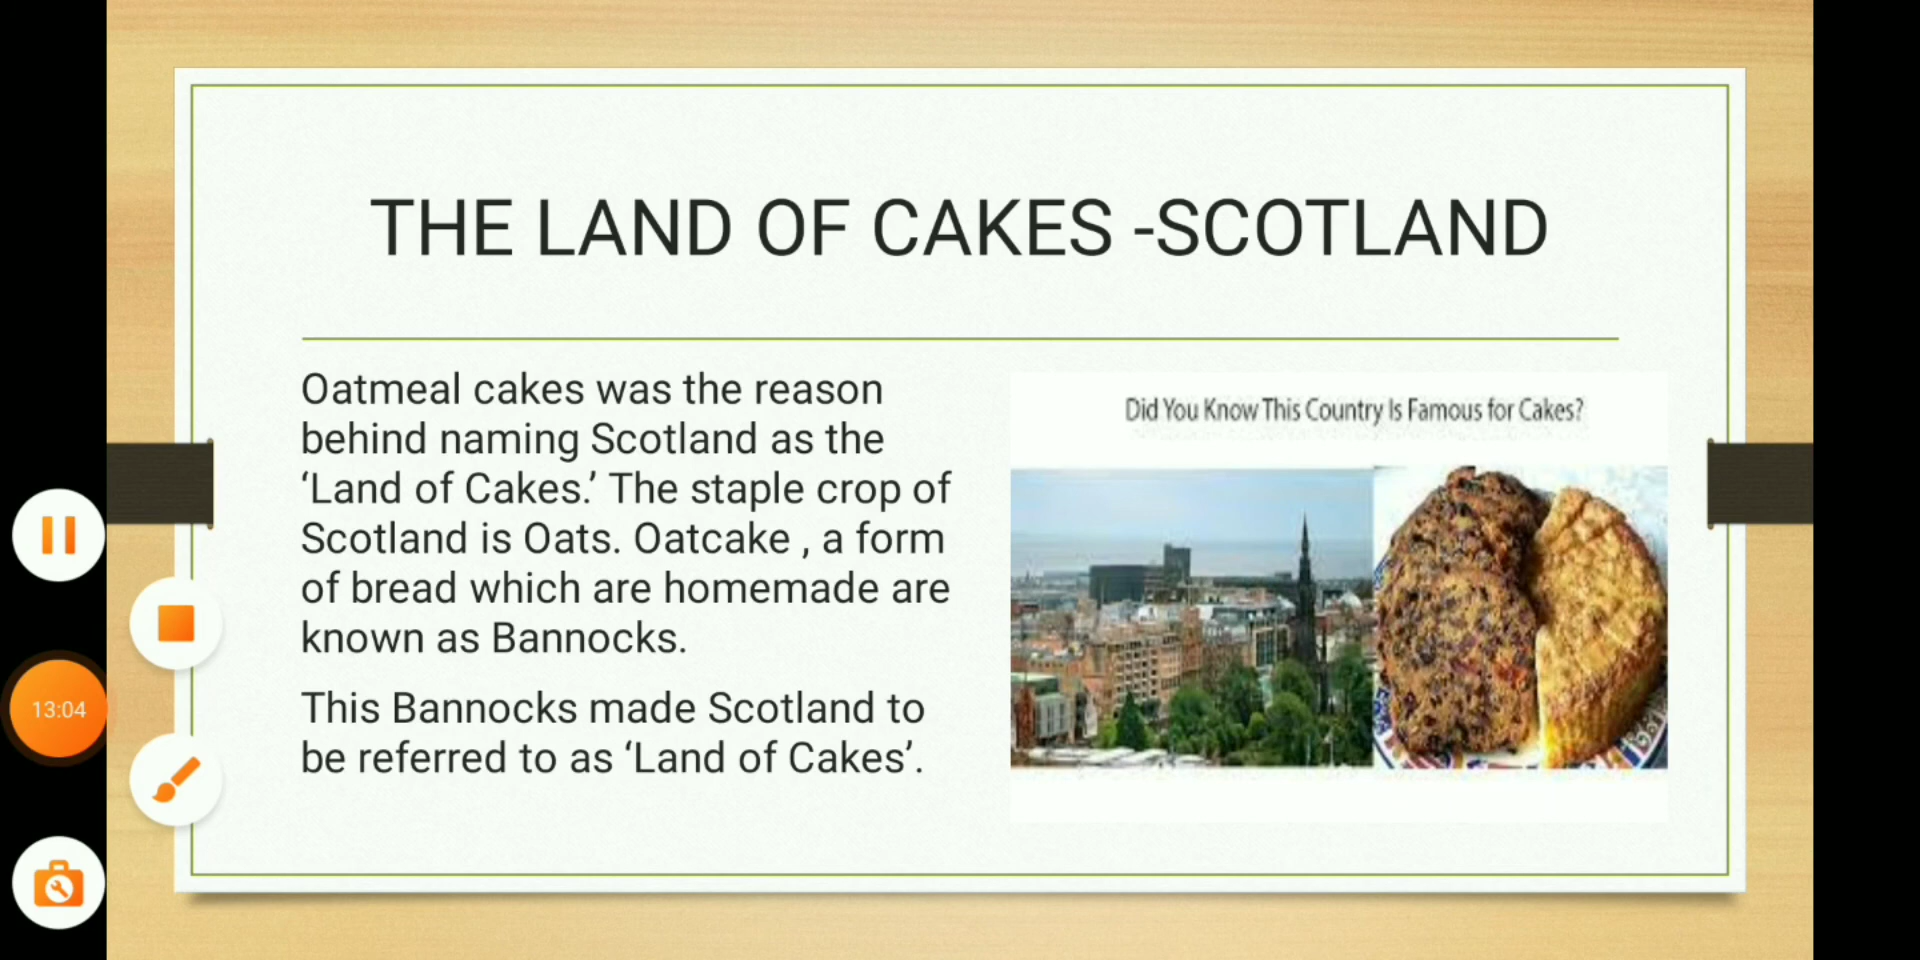 THE LAND OF CAKES -SCOTLAND
Oatmeal cakes was the reason
behind naming Scotland as the
‘Land of Cakes.’ The staple crop of
Scotland is Oats. Oatcake , a form
of bread which are homemade are
known as Bannocks.
This Bannocks made Scotland to
be referred to as ‘Land of Cakes’.
Did You Know This Country Is Famous for Cakes?
13:04